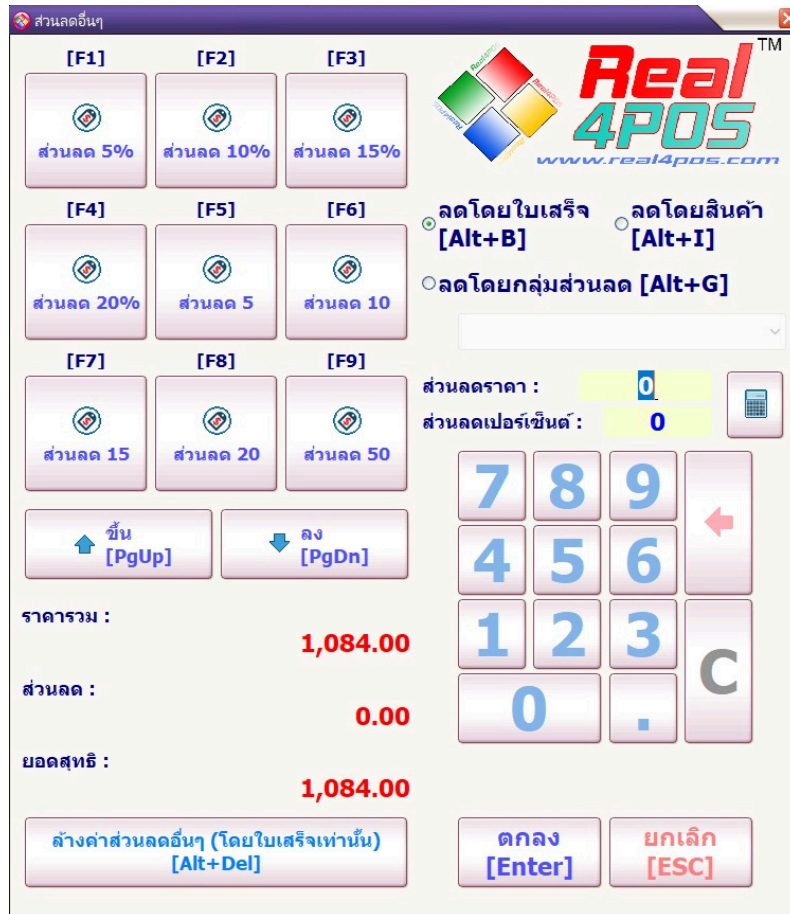 ส่วนลดอื่นๆ
[F1] [F2] [F3]
ส่วนลด 5% ส่วนลด 10% ส่วนลด 15%
[F4] [F5] [F6]
ส่วนลด 20% ส่วนลด 5 ส่วนลด 10
[F7] [F8] [F9]
ส่วนลด 15 ส่วนลด 20 ส่วนลด 50
ขึ้น
[PgUp]
ลง
[PgDn]
ราคารวม :
1,084.00
ส่วนลด :
0.00
ยอดสุทธิ :
1,084.00
ล้างค่าส่วนลดอื่นๆ (โดยใบเสร็จเท่านั้น)
[Alt+Del]
Real TM
4POS
www.real4pos.com
ลดโดยใบเสร็จ
[Alt+B]
ลดโดยสินค้า
[Alt+I]
ลดโดยกลุ่มส่วนลด [Alt+G]
ส่วนลดราคา : 0
ส่วนลดเปอร์เซ็นต์ : 0
7 8 9
4 5 6
1 2 3
C
0 .
ตกลง
[Enter]
ยกเลิก
[ESC]